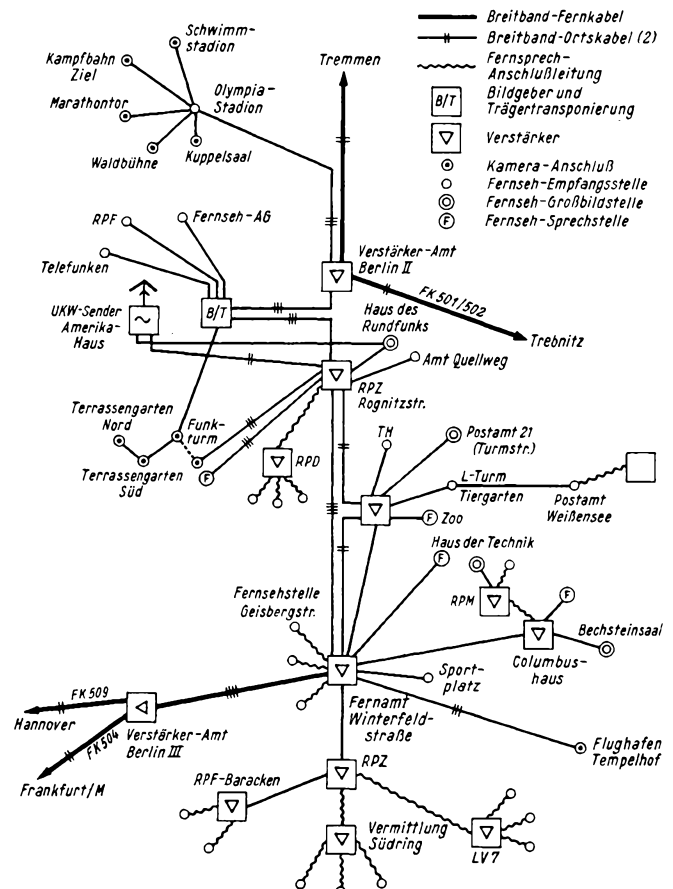 Schwimm-
stadion
Kampfbahn
Ziel
Marathontor
Olympia-
Stadion
Waldbühne
Kuppelsaal
Tremmen
Breitband-Fernkabel
Breitband-Ortskabel (2)
Fernsprech-
Anschlußleitung
B/T
Bildgeber und
Trägertransponierung
Verstärker
Kamera-Anschluß
Fernseh-Empfangsstelle
Fernseh-Großbildstelle
F
Fernseh-Sprechstelle
RPF
Fernseh-AG
Telefunken
UKW-Sender
Amerika-
Haus
B/T
Verstärker-Amt
Berlin II
FK 501/502
Trebnitz
Haus des
Rundfunks
Amt Quellweg
RPZ
Rognitzstr.
Terrassengarten
Nord
Funk-
turm
Terrassengarten
Süd
F
RPD
TH
Postamt 21
(Turmstr.)
L-Turm
Tiergarten
Postamt
Weißensee
F
Zoo
Haus der Technik
F
RPM
F
Bechsteinsaal
Columbus-
haus
Fernsehstelle
Geisbergstr.
Sport-
platz
Fernamt
Winterfeld-
straße
Flughafen
Tempelhof
FK 509
Hannover
FK 504
Verstärker-Amt
Berlin III
Frankfurt/M
RPZ
RPF-Baracken
Vermittlung
Südring
LV 7